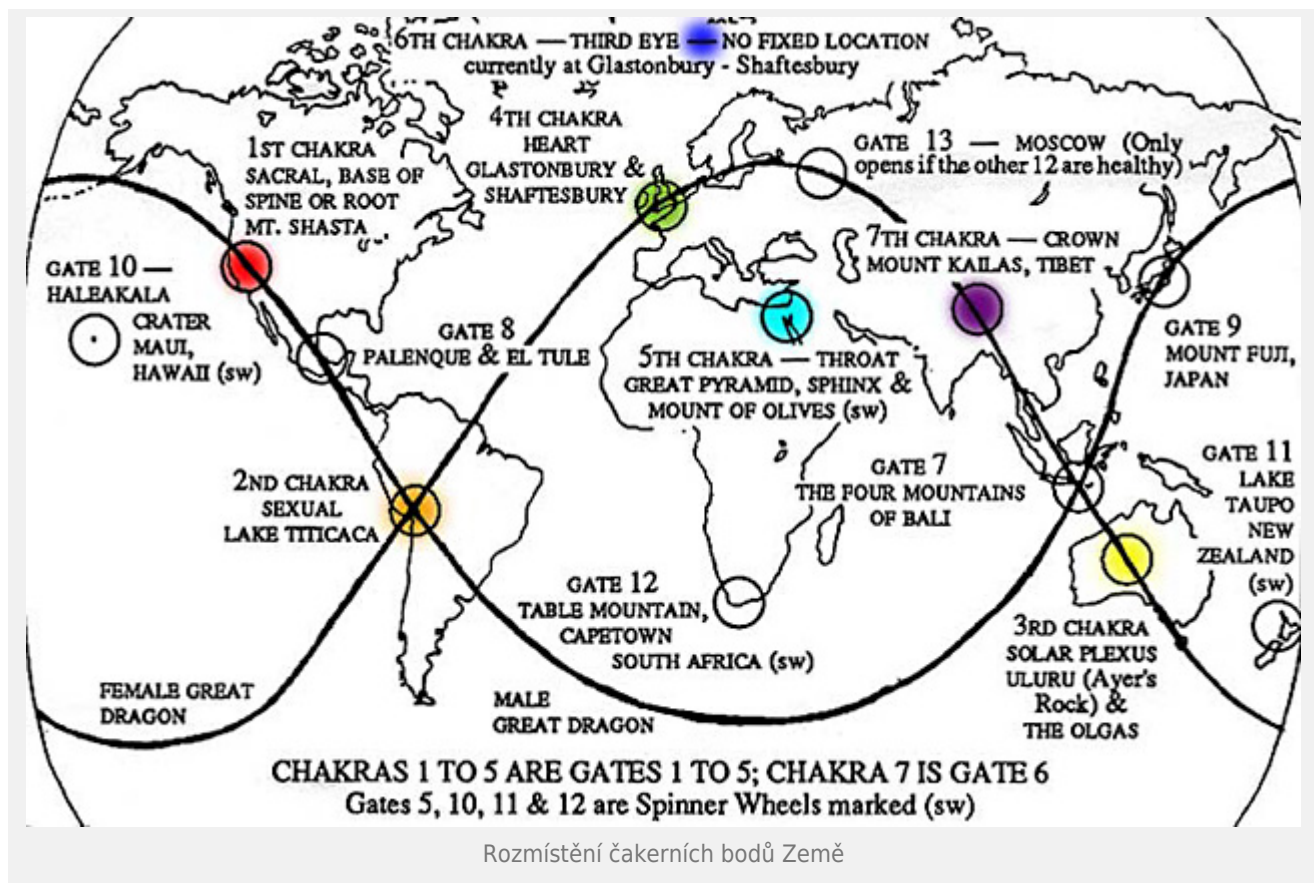 6TH CHAKRA — THIRD EYE — NO FIXED LOCATION
currently at Glastonbury - Shaftesbury
4TH CHAKRA
HEART
GLASTONBURY &
SHAFTESBURY
1ST CHAKRA
SACRAL, BASE OF
SPINE OR ROOT
MT. SHASTA
GATE 13 — MOSCOW (Only
opens if the other 12 are healthy)
7TH CHAKRA — CROWN
MOUNT KAILAS, TIBET
GATE 10 —
HALEAKALA
CRATER
MAUI,
HAWAII (sw)
GATE 8
PALENQUE & EL TULE
5TH CHAKRA — THROAT
GREAT PYRAMID, SPHINX &
MOUNT OF OLIVES (sw)
GATE 9
MOUNT FUJI,
JAPAN
2ND CHAKRA
SEXUAL
LAKE TITICACA
GATE 7
THE FOUR MOUNTAINS
OF BALI
GATE 11
LAKE
TAUPO
NEW
ZEALAND
(sw)
GATE 12
TABLE MOUNTAIN,
CAPETOWN
SOUTH AFRICA (sw)
3RD CHAKRA
SOLAR PLEXUS
ULURU (Ayer's
Rock) &
THE OLGAS
FEMALE GREAT
DRAGON
MALE
GREAT DRAGON
CHAKRAS 1 TO 5 ARE GATES 1 TO 5; CHAKRA 7 IS GATE 6
Gates 5, 10, 11 & 12 are Spinner Wheels marked (sw)
Rozmístění čakerních bodů Země